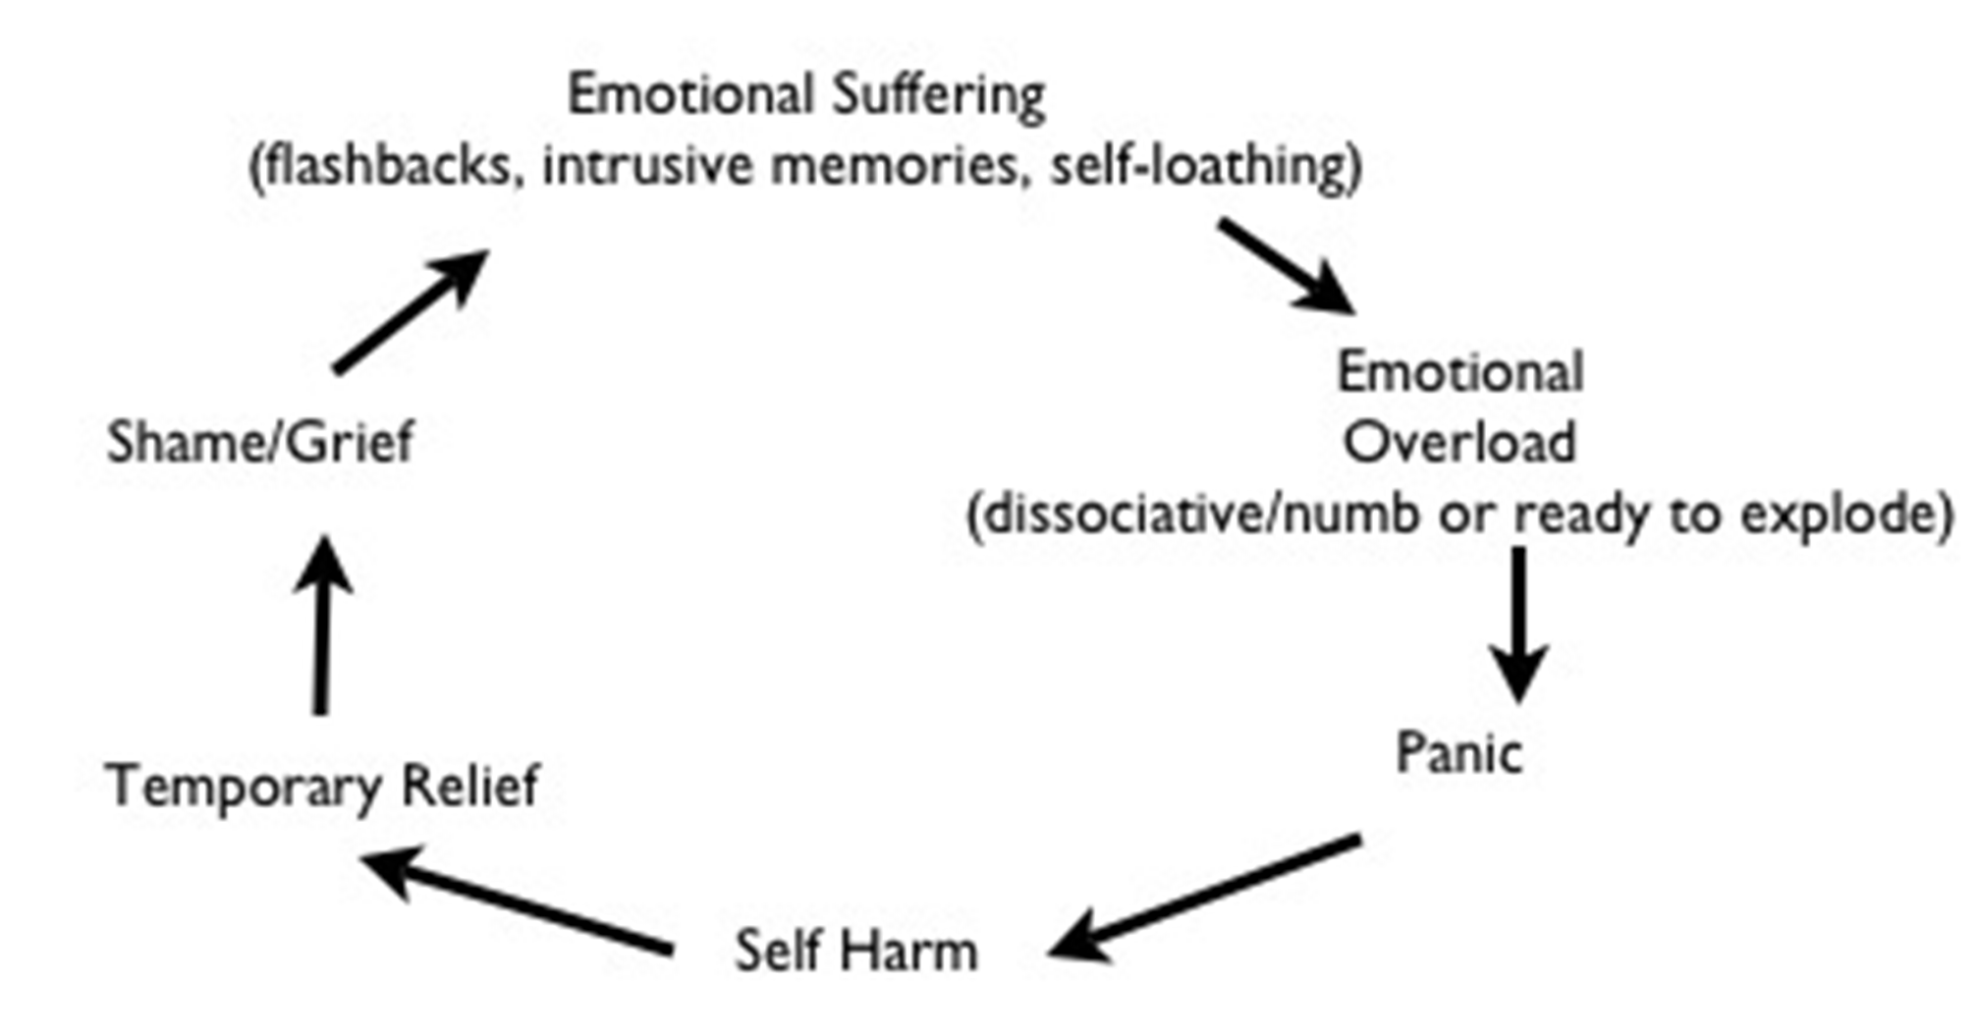 Emotional Suffering
(flashbacks, intrusive memories, self-loathing)
Emotional
Overload
(dissociative/numb or ready to explode)
Panic
Self Harm
Temporary Relief
Shame/Grief